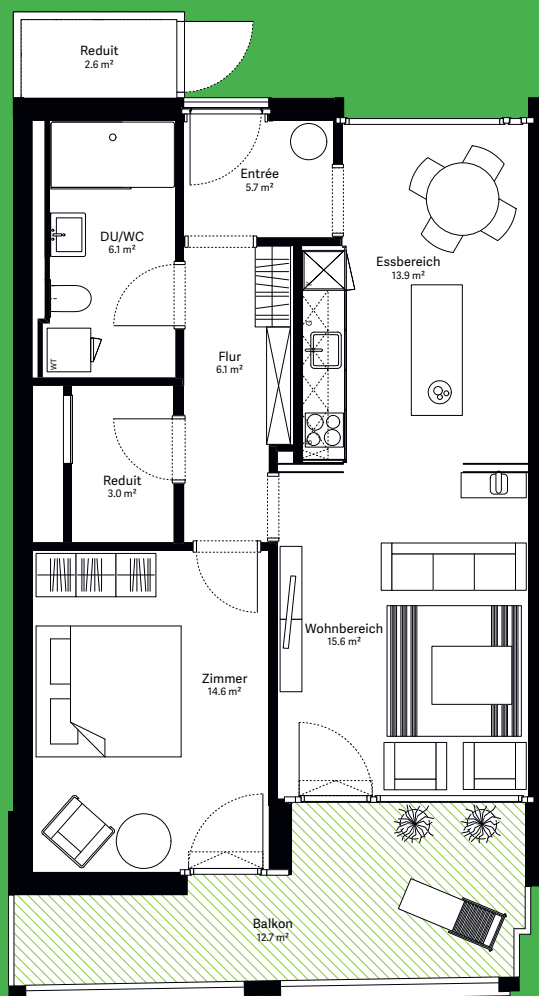 Reduit
2.6 m²
Entrée
5.7 m²
DU/WC
6.1 m²
Essbereich
13.9 m²
WT
Flur
6.1 m²
Reduit
3.0 m²
Wohnbereich
15.6 m²
Zimmer
14.6 m²
Balkon
12.7 m²